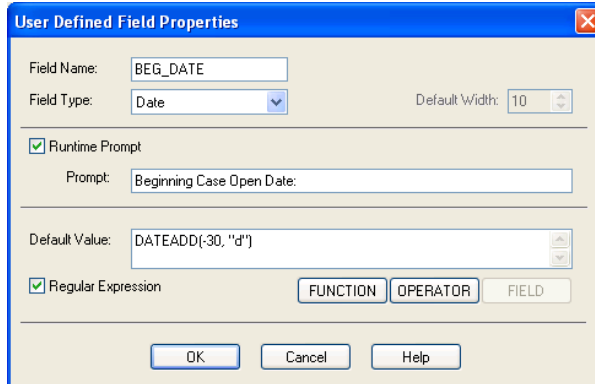 User Defined Field Properties
Field Name: BEG_DATE
Field Type: Date Default Width: 10
Runtime Prompt
Prompt: Beginning Case Open Date:
Default Value: DATEADD(-30, "d")
Regular Expression FUNCTION OPERATOR FIELD
OK Cancel Help